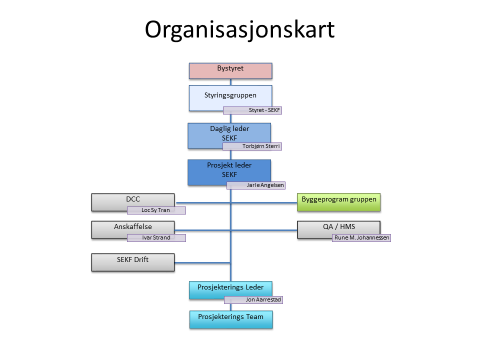 Organisasjonskart
Bystyret
Styringsgruppen
Styret - SEKF
Daglig leder
SEKF
Torbjørn Sterri
Prosjekt leder
SEKF
Jarle Angelsen
DCC
Loc Sy Tran
Byggeprogram gruppen
Anskaffelse
Ivar Strand
QA / HMS
Rune M. Johannessen
SEKF Drift
Prosjekterings Leder
Jon Aarrestad
Prosjekterings Team